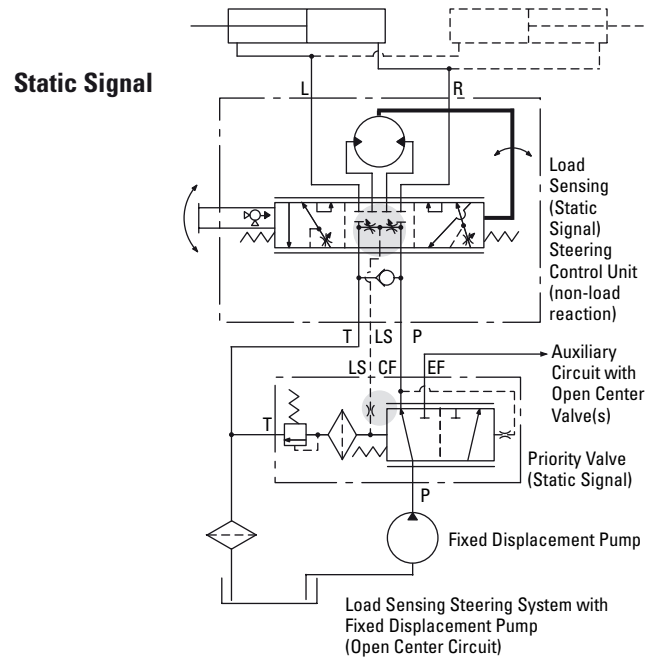 Static Signal
L
R
Load
Sensing
(Static
Signal)
Steering
Control Unit
(non-load
reaction)
T LS P
LS CF EF
Auxiliary
Circuit with
Open Center
Valve(s)
T
Priority Valve
(Static Signal)
P
Fixed Displacement Pump
Load Sensing Steering System with
Fixed Displacement Pump
(Open Center Circuit)